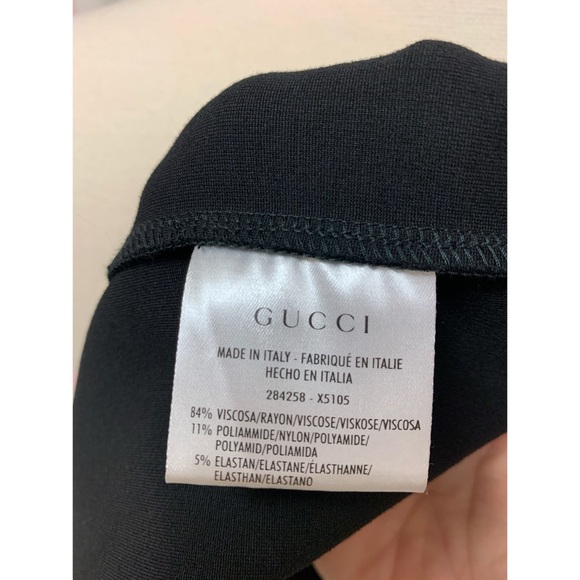 GUCCI
MADE IN ITALY - FABRIQUÉ EN ITALIE
HECHO EN ITALIA
284258 - X5105
84% VISCOSA/RAYON/VISCOSE/VISKOSE/VISCOSA
11% POLIAMMIDE/NYLON/POLYAMIDE/
POLYAMID/POLIAMIDA
5% ELASTAN/ELASTANE/ÉLASTHANNE/
ELASTHAN/ELASTANO